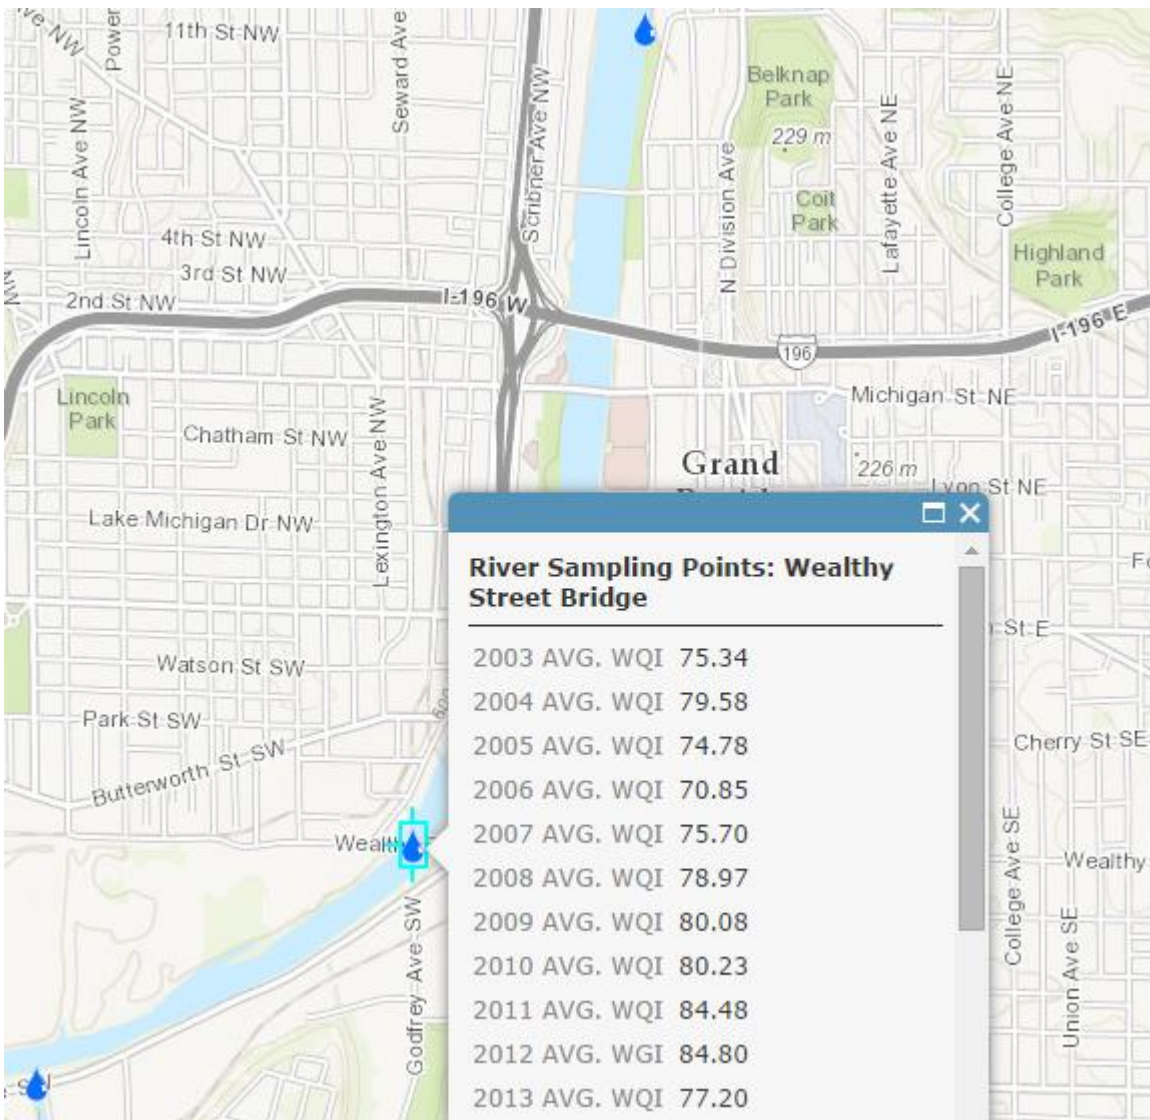 11th St NW
Power
Seward Ave
Scribner Ave NW
Belknap
Park
229 m
Lincoln Ave NW
N Division Ave
Lafayette Ave NE
College Ave NE
Coit
Park
4th St NW
3rd St NW
2nd St NW
Highland
Park
I-196 W
I-196 E
196
Lincoln
Park
Michigan St NE
Chatham St NW
Lexington Ave NW
Grand
226 m
Lyon St NE
Lake Michigan Dr NW
River Sampling Points: Wealthy
Street Bridge
2003 AVG. WQI 75.34
2004 AVG. WQI 79.58
2005 AVG. WQI 74.78
2006 AVG. WQI 70.85
2007 AVG. WQI 75.70
2008 AVG. WQI 78.97
2009 AVG. WQI 80.08
2010 AVG. WQI 80.23
2011 AVG. WQI 84.48
2012 AVG. WGI 84.80
2013 AVG. WQI 77.20
St E
Watson St SW
Park St SW
Butterworth St SW
Cherry St SE
College Ave SE
Wealthy
Godfrey Ave SW
Union Ave SE